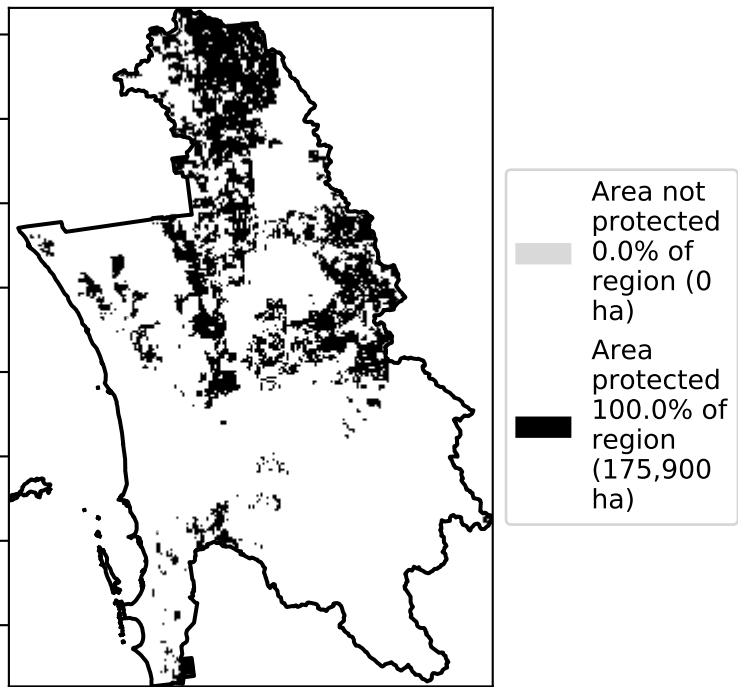 Area not
protected
0.0% of
region (0
ha)
Area
protected
100.0% of
region
(175,900
ha)